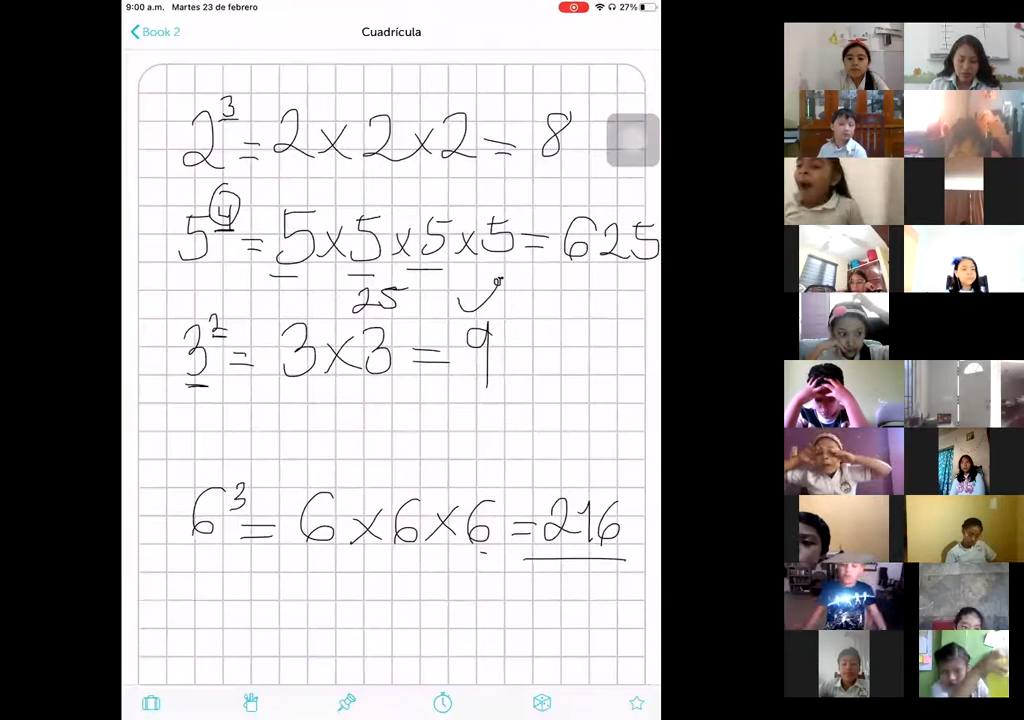 9:00 a.m. Martes 23 de febrero
27%
Book 2
Cuadrícula
2³ = 2 x 2 x 2 = 8
5⁴ = 5 x 5 x 5 x 5 = 625
25
3² = 3 x 3 = 9
6³ = 6 x 6 x 6 = 216